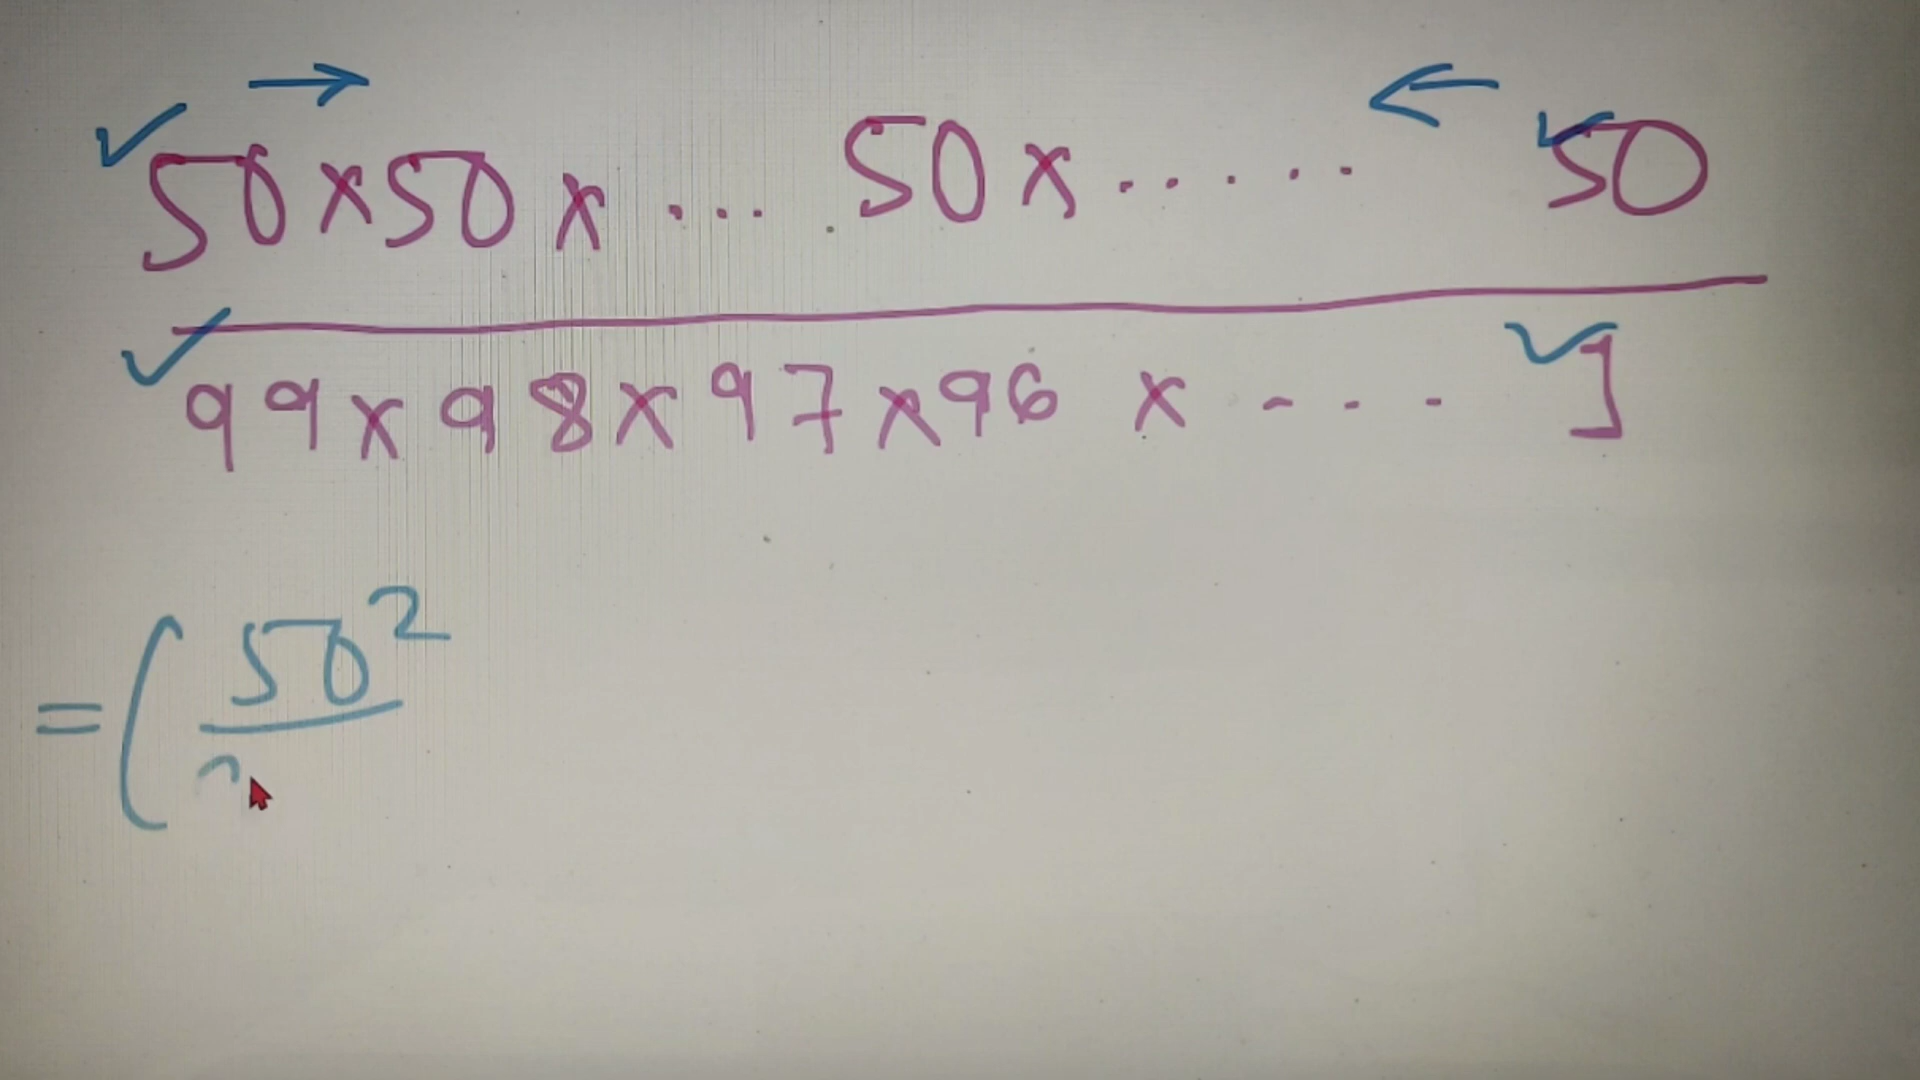 50 x 50 x ... . 50 x ...... 50
99 x 98 x 97 x 96 x - - - 1
= ( 50²